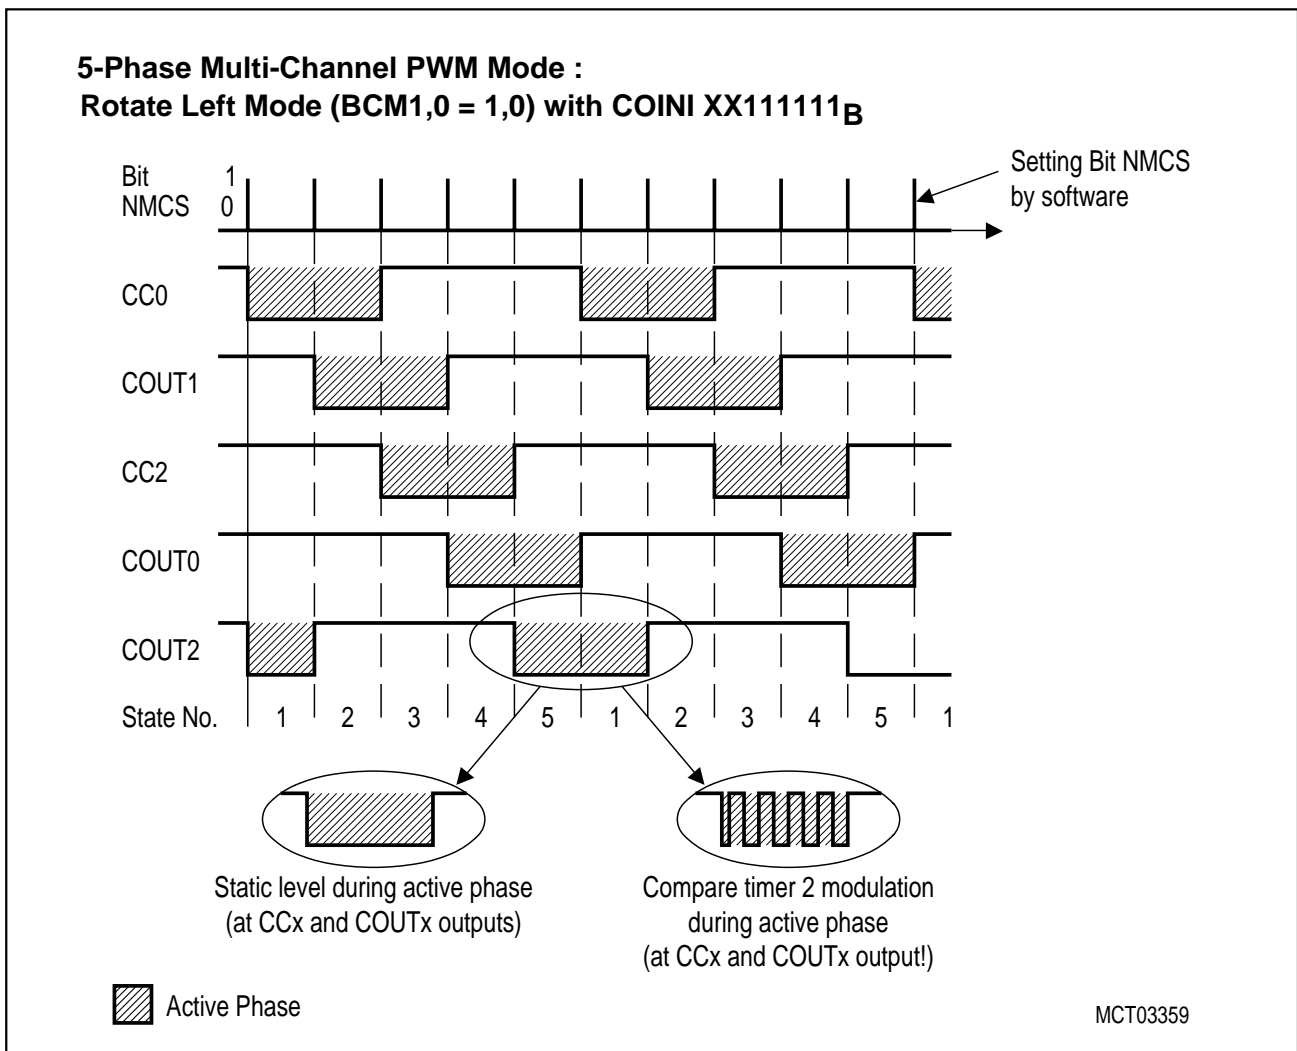 5-Phase Multi-Channel PWM Mode :
Rotate Left Mode (BCM1,0 = 1,0) with COINI XX111111B
Bit 1
NMCS 0
Setting Bit NMCS
by software
CC0
COUT1
CC2
COUT0
COUT2
State No. 1 2 3 4 5 1 2 3 4 5 1
Static level during active phase
(at CCx and COUTx outputs)
Compare timer 2 modulation
during active phase
(at CCx and COUTx output!)
Active Phase
MCT03359